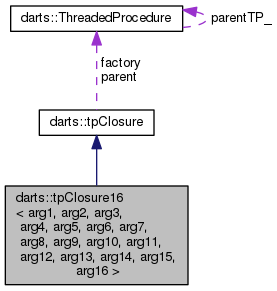 darts::ThreadedProcedure
parentTP_
factory
parent
darts::tpClosure
darts::tpClosure16
< arg1, arg2, arg3,
arg4, arg5, arg6, arg7,
arg8, arg9, arg10, arg11,
arg12, arg13, arg14, arg15,
arg16 >